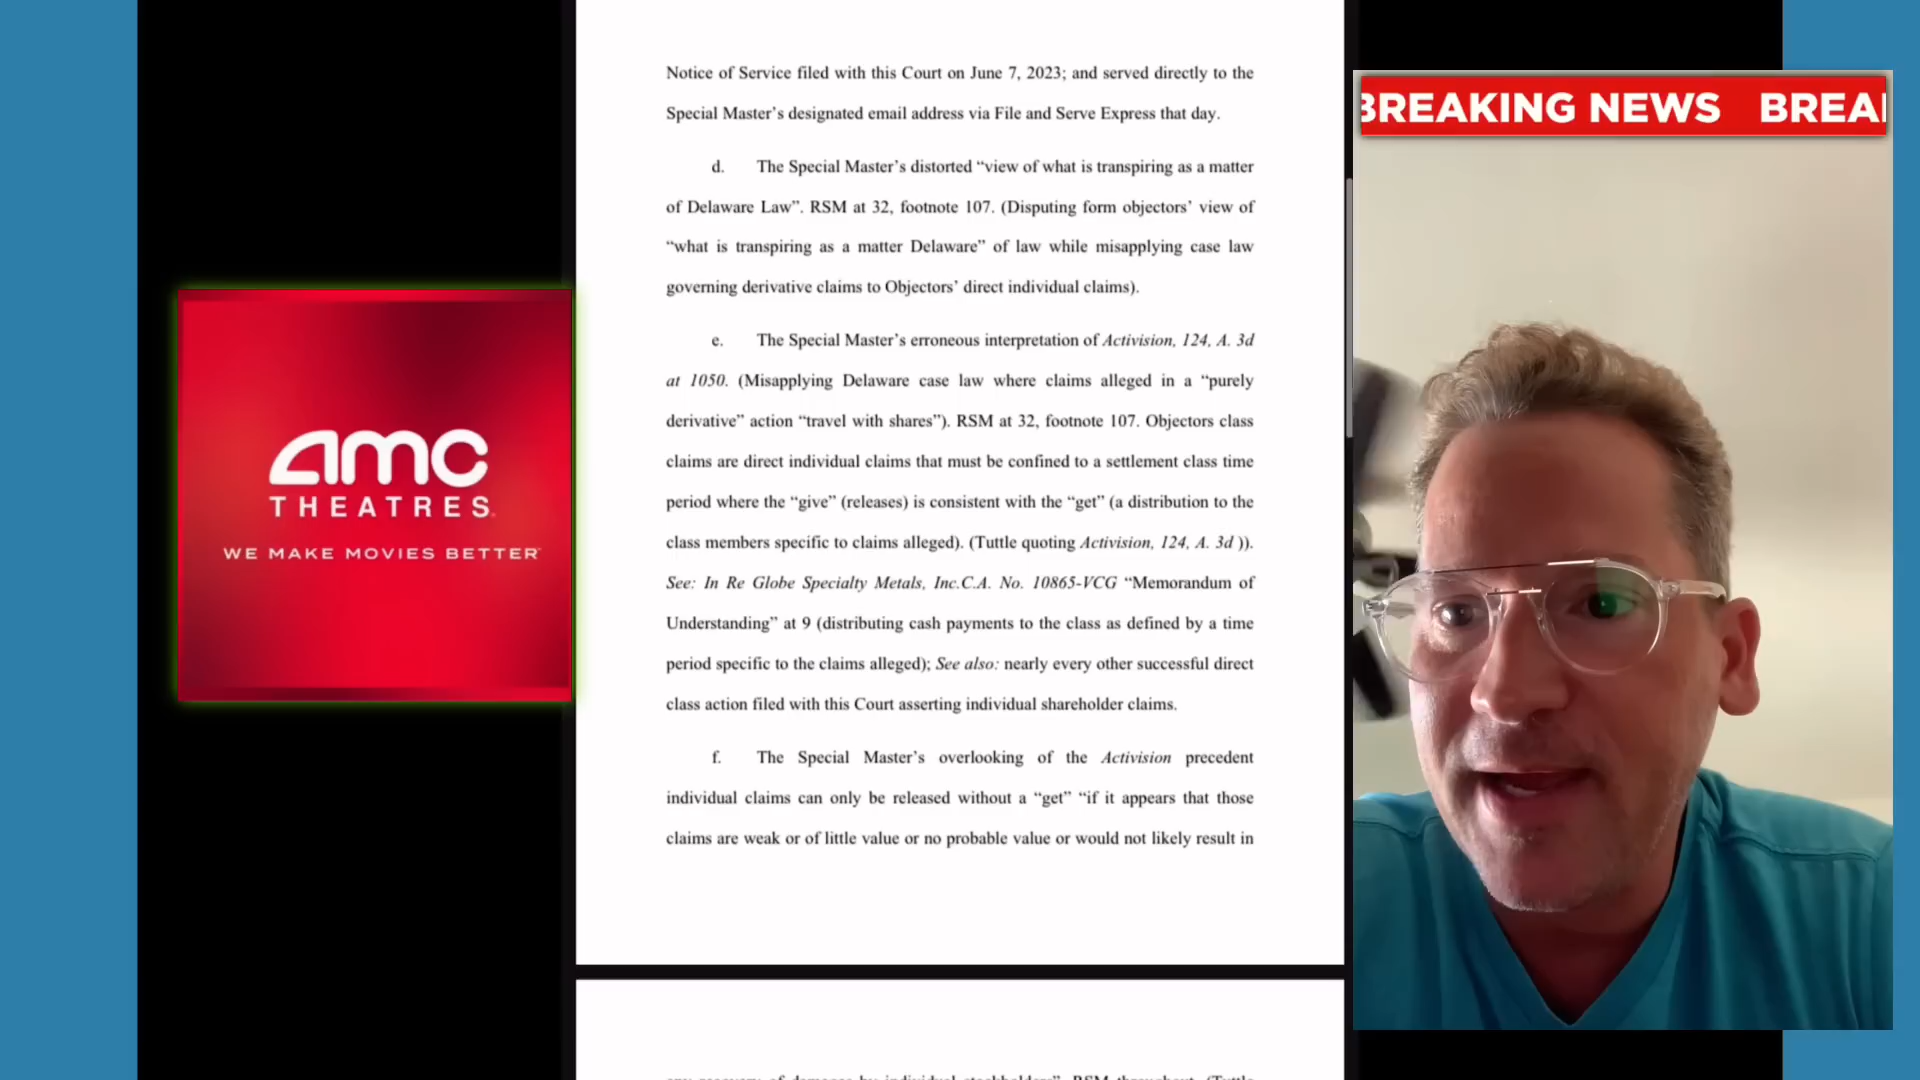 Notice of Service filed with this Court on June 7, 2023; and served directly to the
Special Master’s designated email address via File and Serve Express that day.
d. The Special Master’s distorted “view of what is transpiring as a matter
of Delaware Law”. RSM at 32, footnote 107. (Disputing form objectors’ view of
“what is transpiring as a matter Delaware” of law while misapplying case law
governing derivative claims to Objectors’ direct individual claims).
e. The Special Master’s erroneous interpretation of Activision, 124, A. 3d
at 1050. (Misapplying Delaware case law where claims alleged in a “purely
derivative” action “travel with shares”). RSM at 32, footnote 107. Objectors class
claims are direct individual claims that must be confined to a settlement class time
period where the “give” (releases) is consistent with the “get” (a distribution to the
class members specific to claims alleged). (Tuttle quoting Activision, 124, A. 3d )).
See: In Re Globe Specialty Metals, Inc.C.A. No. 10865-VCG “Memorandum of
Understanding” at 9 (distributing cash payments to the class as defined by a time
period specific to the claims alleged); See also: nearly every other successful direct
class action filed with this Court asserting individual shareholder claims.
f. The Special Master’s overlooking of the Activision precedent
individual claims can only be released without a “get” “if it appears that those
claims are weak or of little value or no probable value or would not likely result in
amc
THEATRES
WE MAKE MOVIES BETTER
BREAKING NEWS BREA